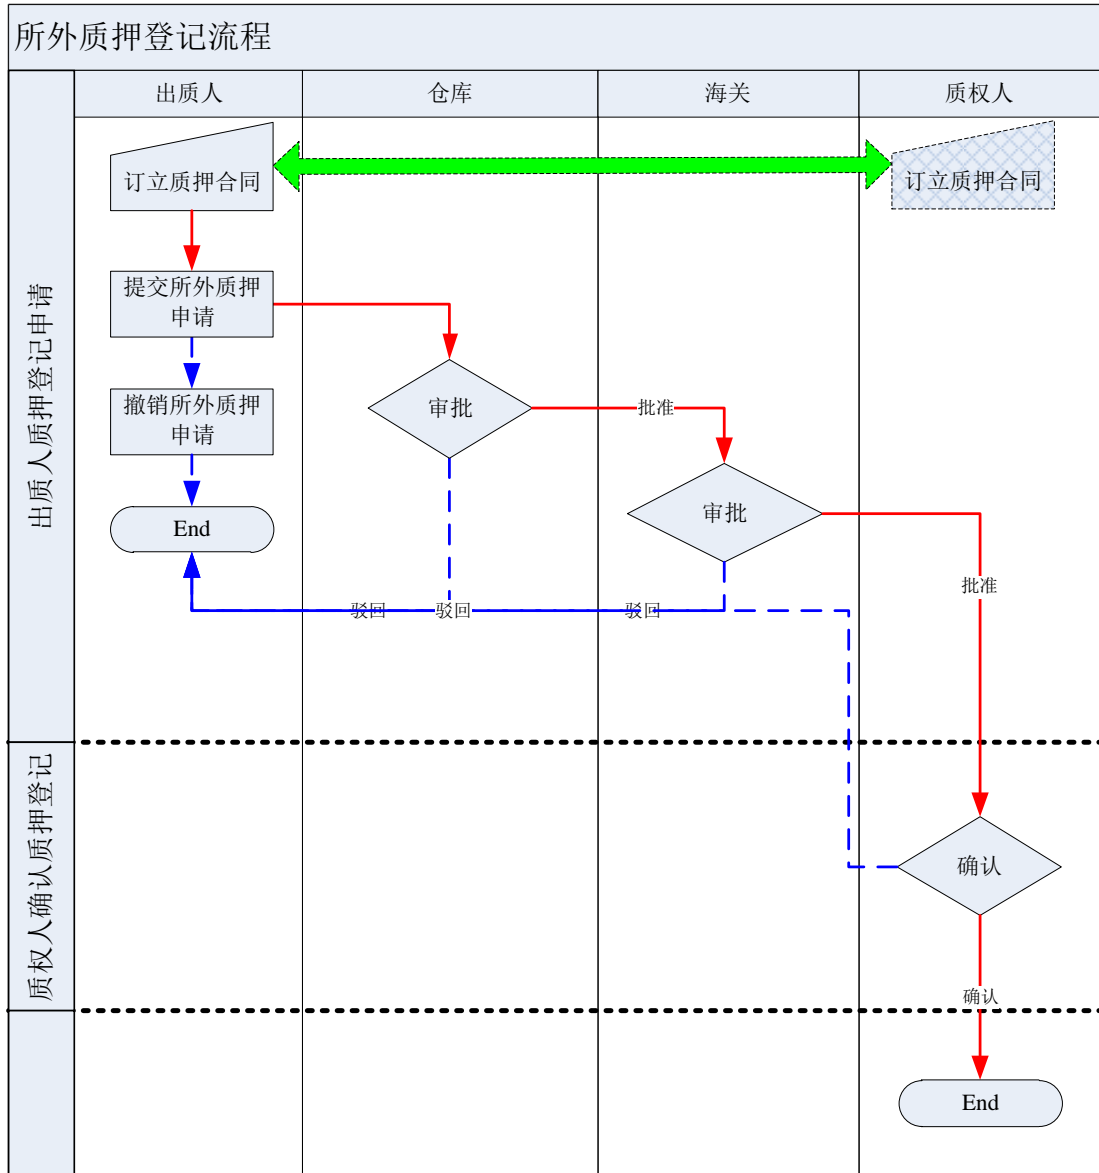 所外质押登记流程
出质人
仓库
海关
质权人
出质人质押登记申请
订立质押合同
订立质押合同
提交所外质押
申请
撤销所外质押
申请
审批
批准
审批
End
批准
驳回
驳回
驳回
质权人确认质押登记
确认
确认
End